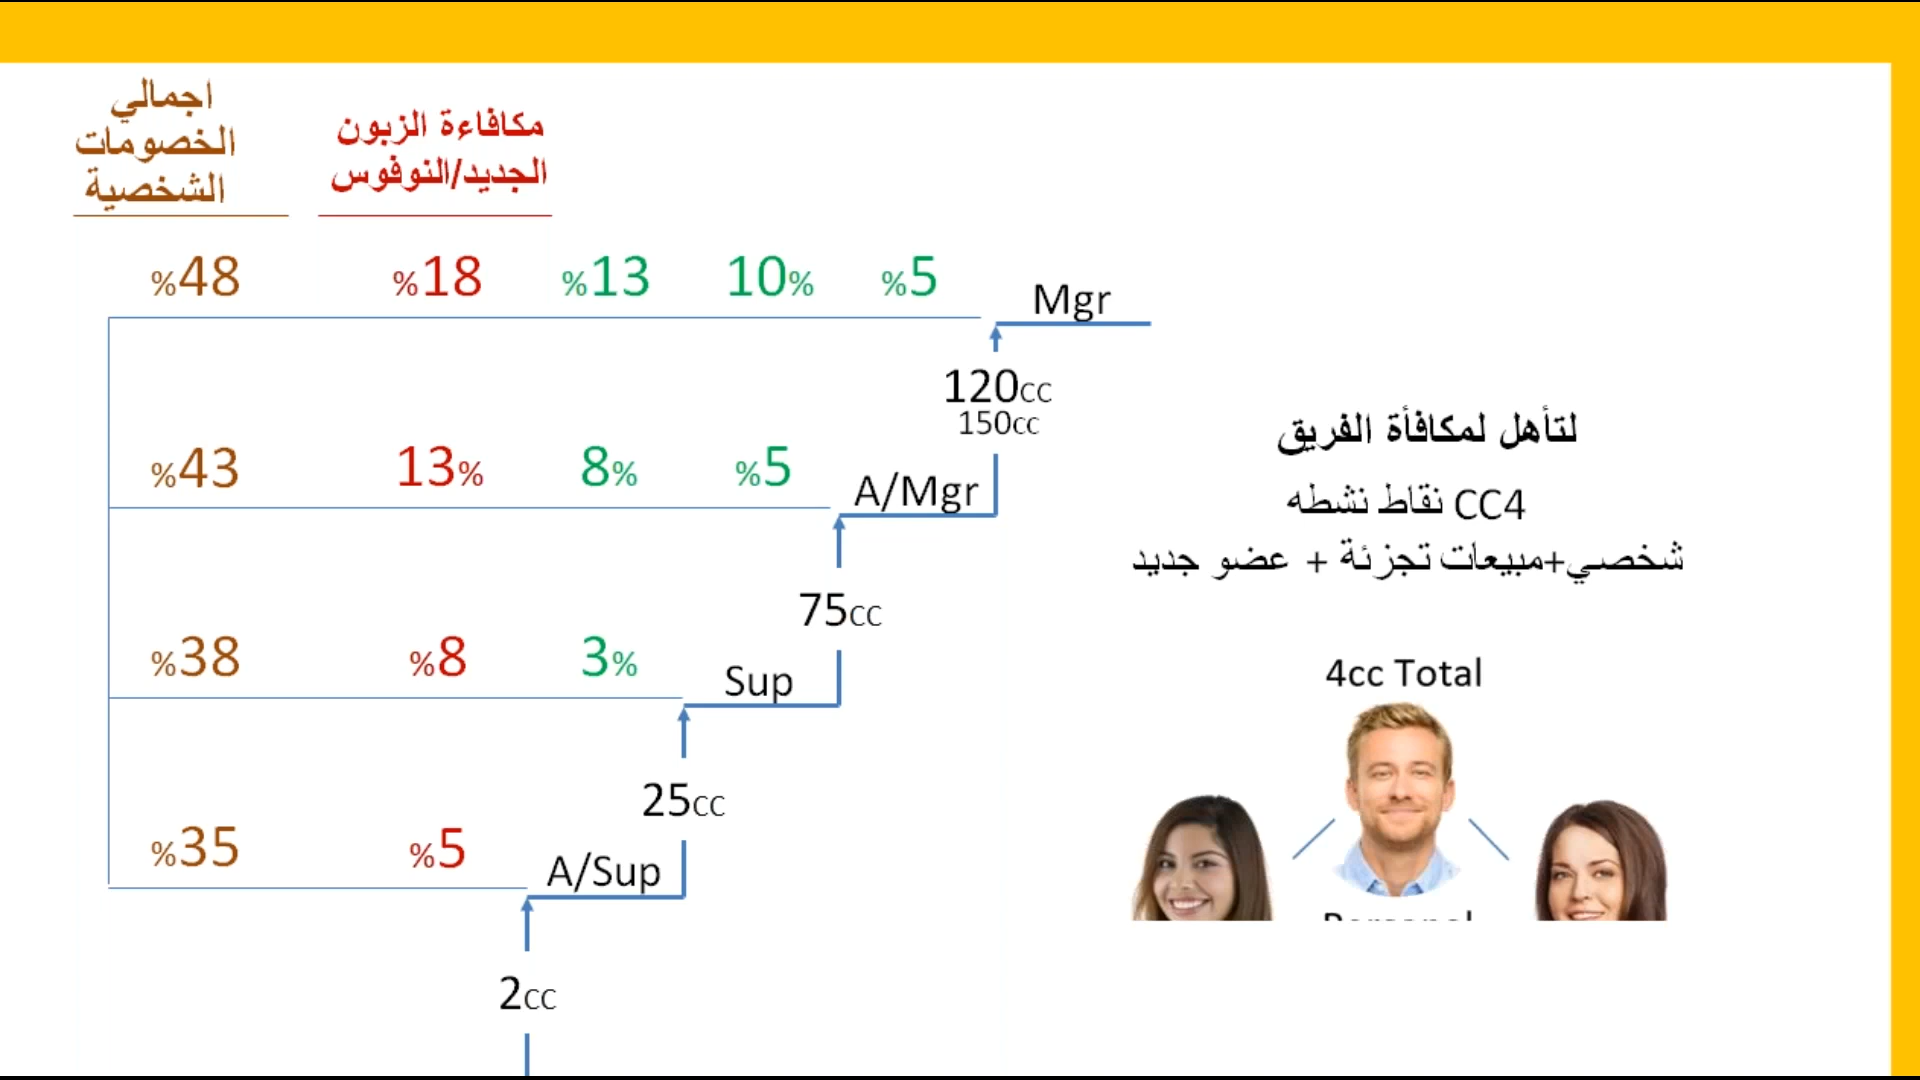 اجمالي
الخصومات
الشخصية
مكافاءة الزبون
الجديد/النوفوس
%48 %18 %13 10% %5 Mgr
120cc
150cc
%43 13% 8% %5 A/Mgr
75cc
%38 %8 3% Sup
25cc
%35 %5 A/Sup
2cc
لتأهل لمكافأة الفريق
CC4 نقاط نشطه
شخصي+مبيعات تجزئة + عضو جديد
4cc Total